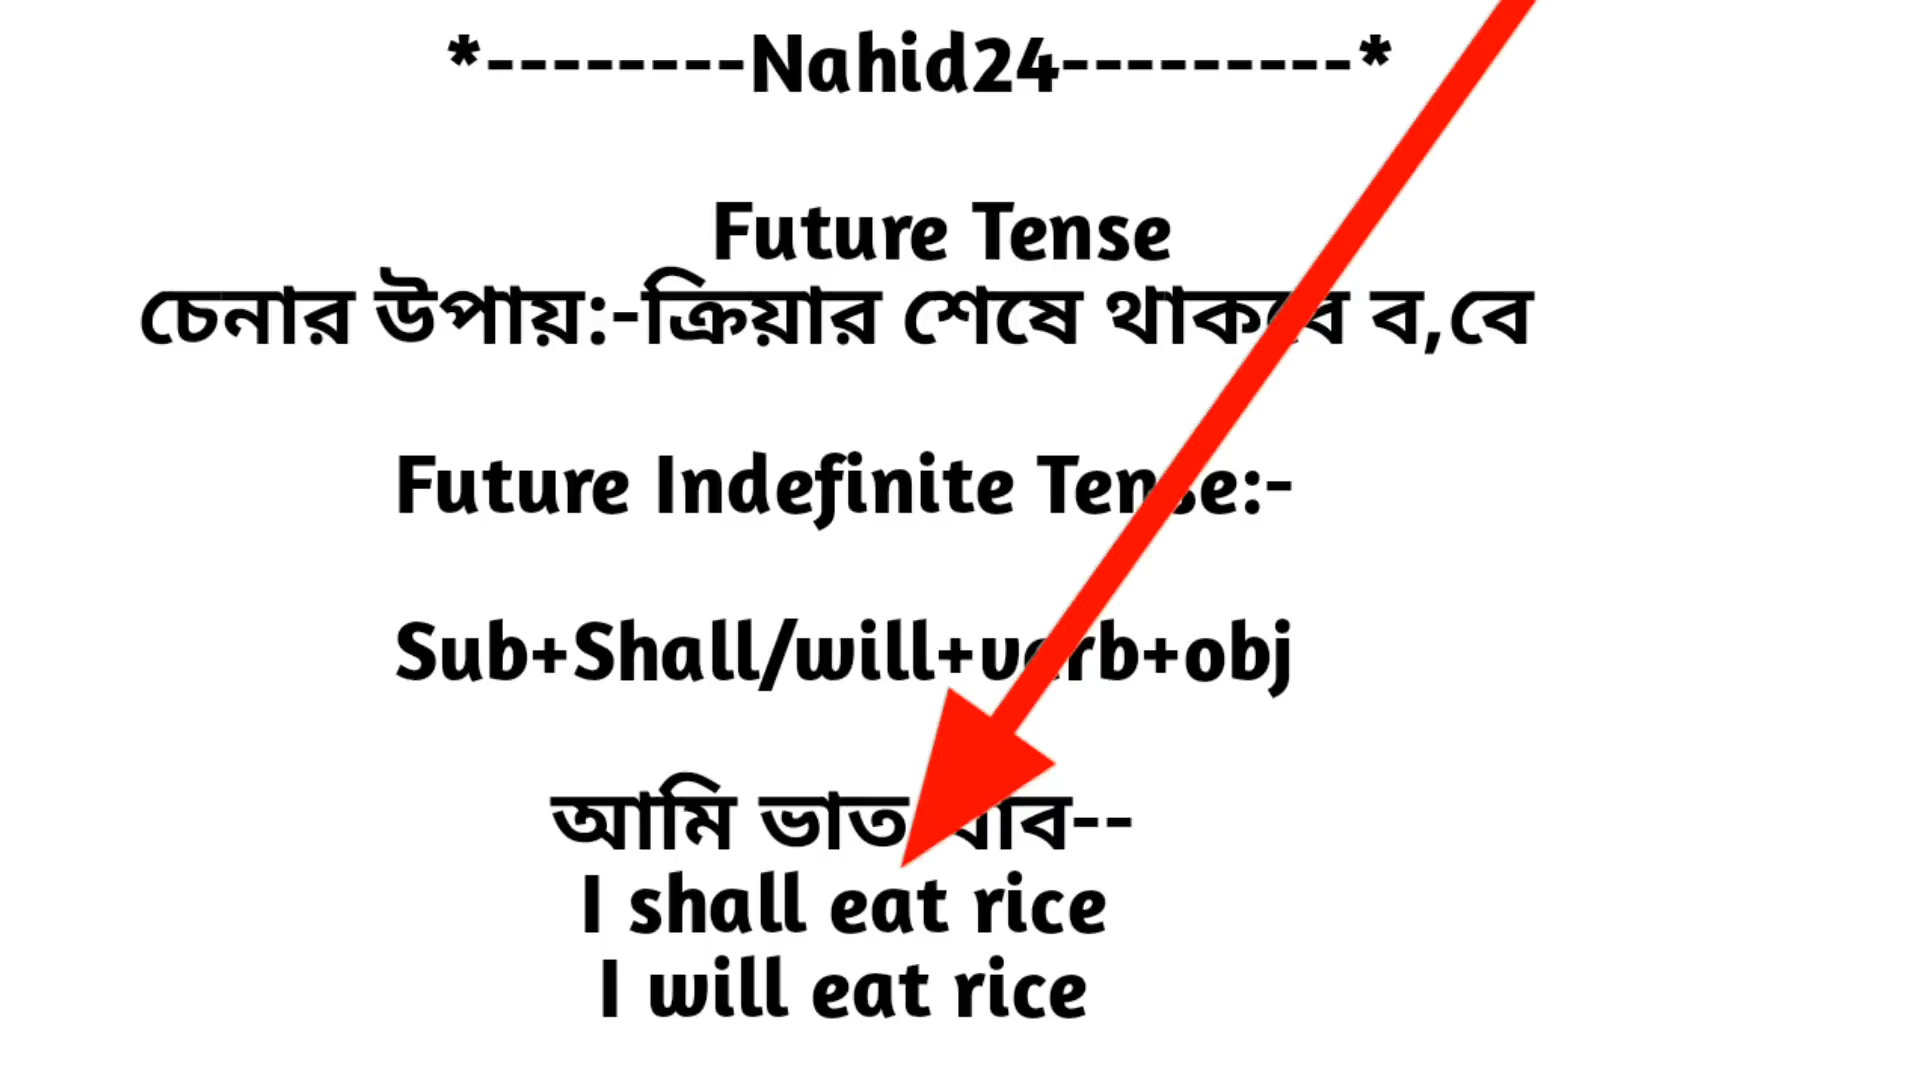 *--------Nahid24---------*
Future Tense
চেনার উপায়:-ক্রিয়ার শেষে থাকবে ব,বে
Future Indefinite Tense:-
Sub+Shall/will+verb+obj
আমি ভাত খাব--
I shall eat rice
I will eat rice